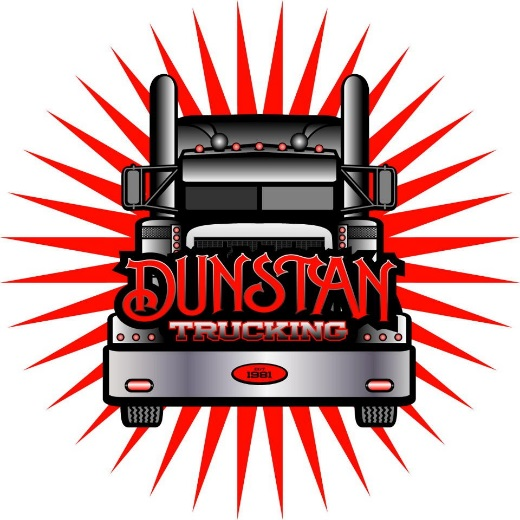 DUNSTAN
TRUCKING
EST
1981